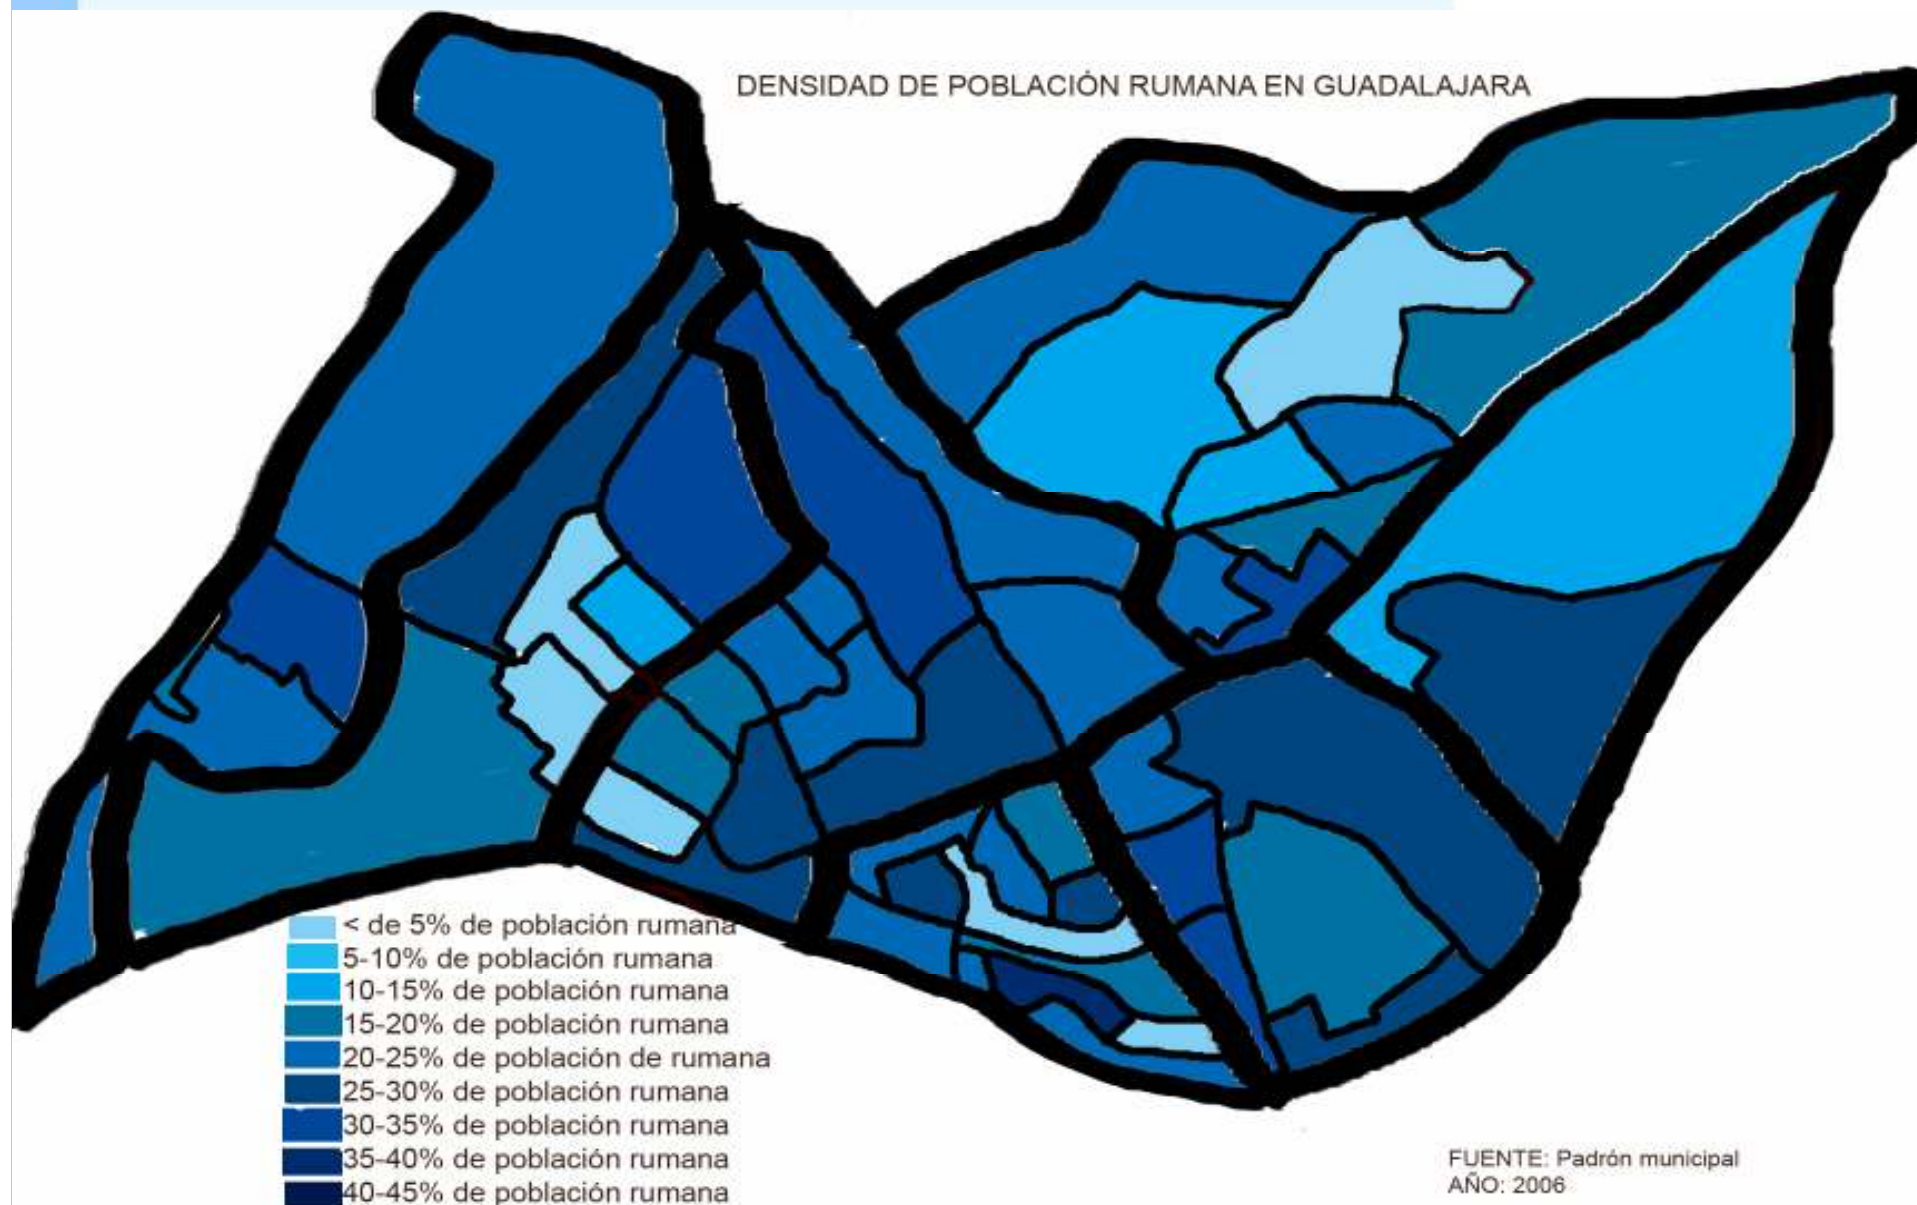 DENSIDAD DE POBLACIÓN RUMANA EN GUADALAJARA
< de 5% de población rumana
5-10% de población rumana
10-15% de población rumana
15-20% de población rumana
20-25% de población de rumana
25-30% de población rumana
30-35% de población rumana
35-40% de población rumana
40-45% de población rumana
FUENTE: Padrón municipal
AÑO: 2006